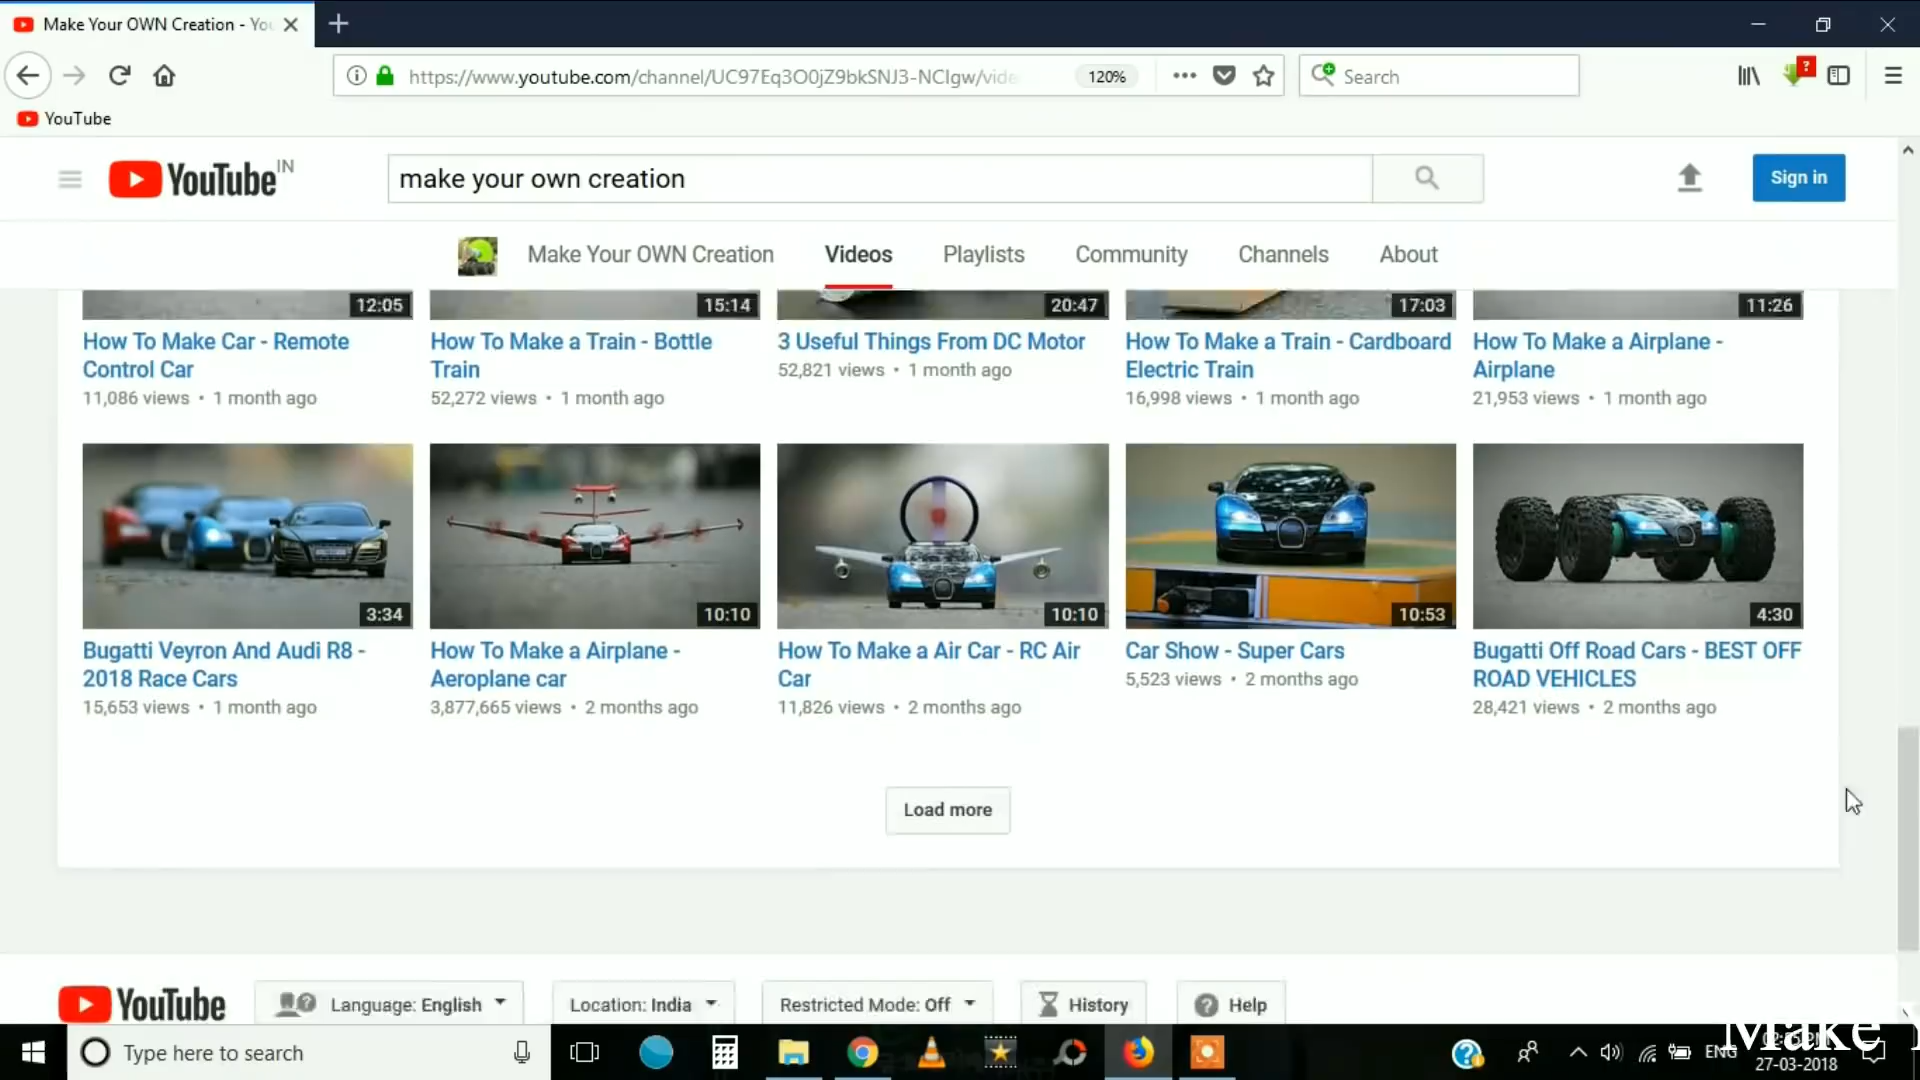 Make Your OWN Creation - You
https://www.youtube.com/channel/UC97Eq3O0jZ9bkSNJ3-NCIgw/vide
120%
Search
?
YouTube
YouTube IN
make your own creation
Sign in
Make Your OWN Creation
Videos
Playlists
Community
Channels
About
12:05
15:14
20:47
17:03
11:26
How To Make Car - Remote
Control Car
11,086 views • 1 month ago
How To Make a Train - Bottle
Train
52,272 views • 1 month ago
3 Useful Things From DC Motor
52,821 views • 1 month ago
How To Make a Train - Cardboard
Electric Train
16,998 views • 1 month ago
How To Make a Airplane -
Airplane
21,953 views • 1 month ago
3:34
10:10
10:10
10:53
4:30
Bugatti Veyron And Audi R8 -
2018 Race Cars
15,653 views • 1 month ago
How To Make a Airplane -
Aeroplane car
3,877,665 views • 2 months ago
How To Make a Air Car - RC Air
Car
11,826 views • 2 months ago
Car Show - Super Cars
5,523 views • 2 months ago
Bugatti Off Road Cars - BEST OFF
ROAD VEHICLES
28,421 views • 2 months ago
Load more
YouTube
Language: English
Location: India
Restricted Mode: Off
History
Help
Type here to search
ENG
Make
27-03-2018